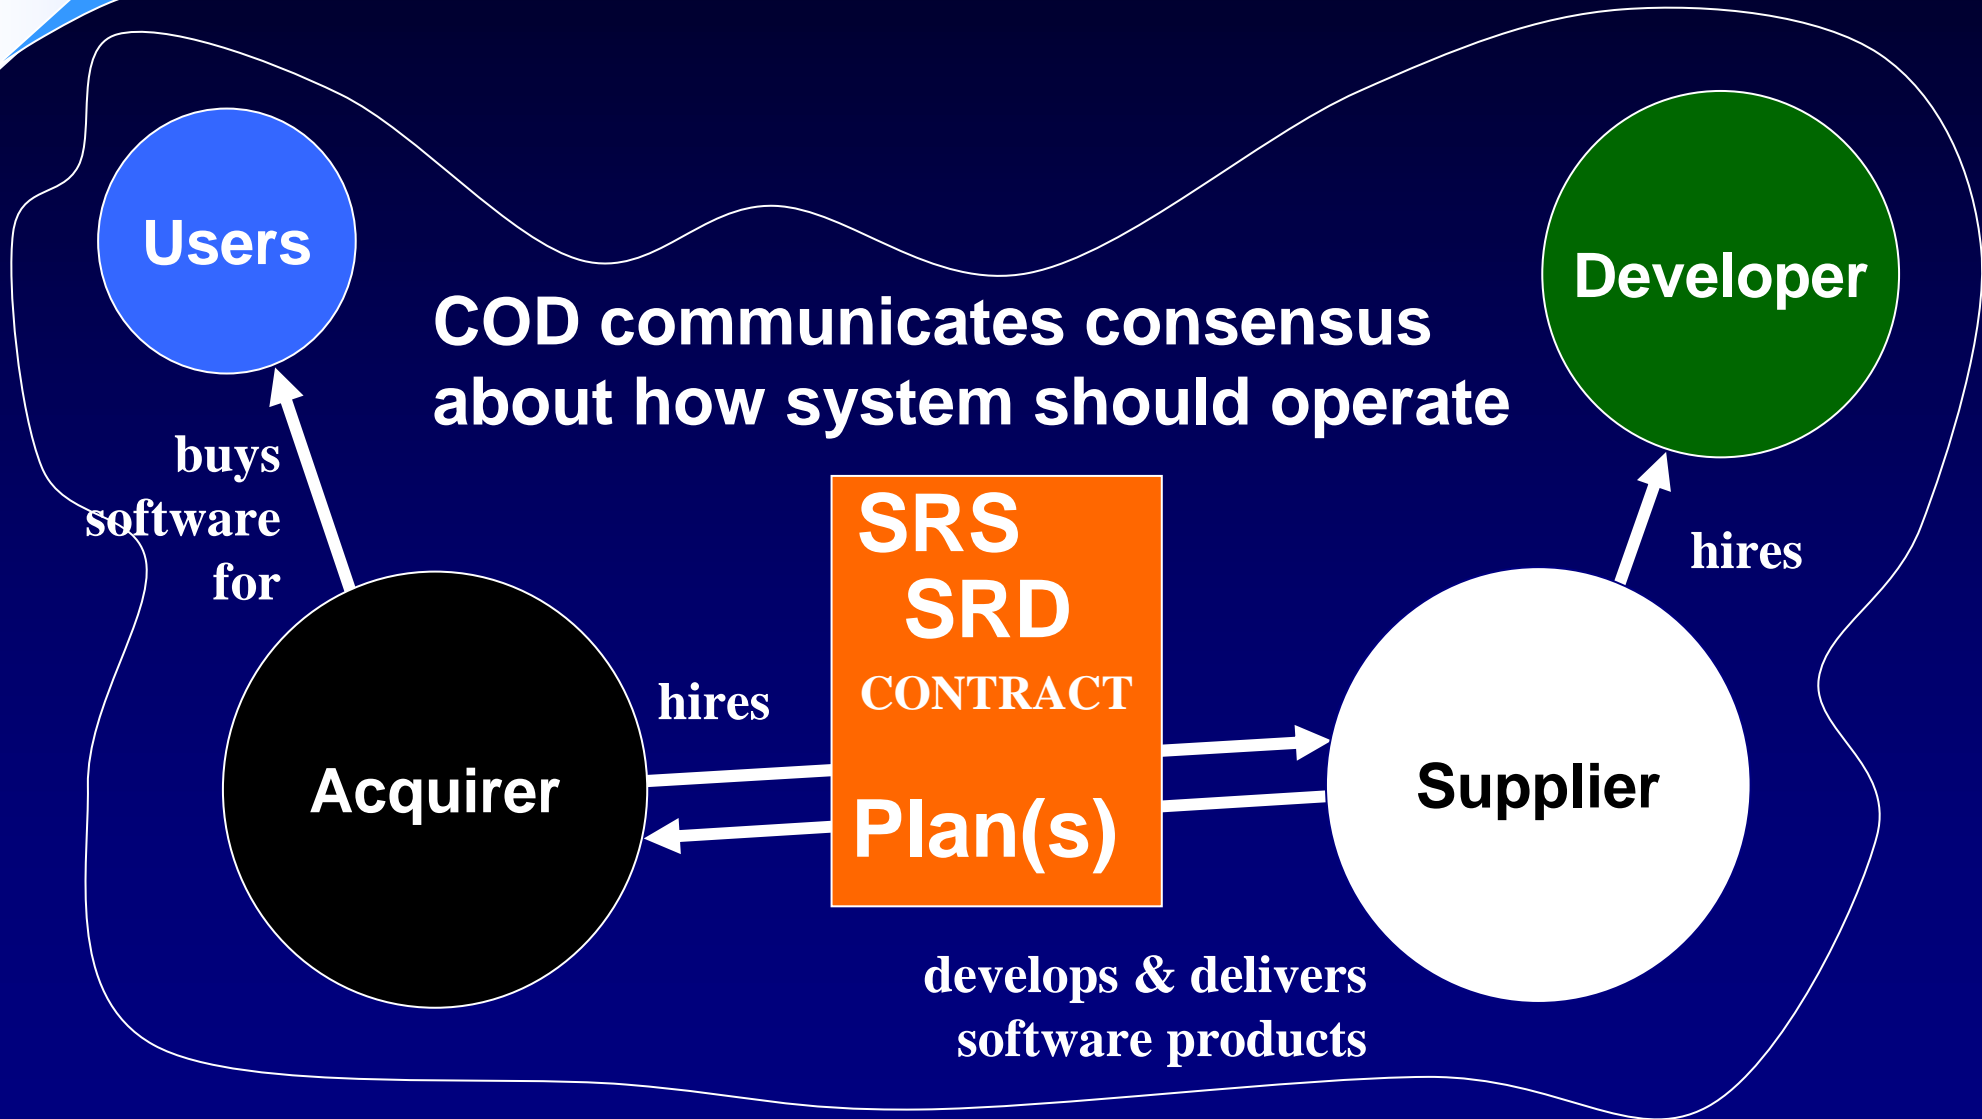 Users
Developer
COD communicates consensus
about how system should operate
buys
software
for
SRS
SRD
CONTRACT
Plan(s)
hires
hires
Acquirer
Supplier
develops & delivers
software products